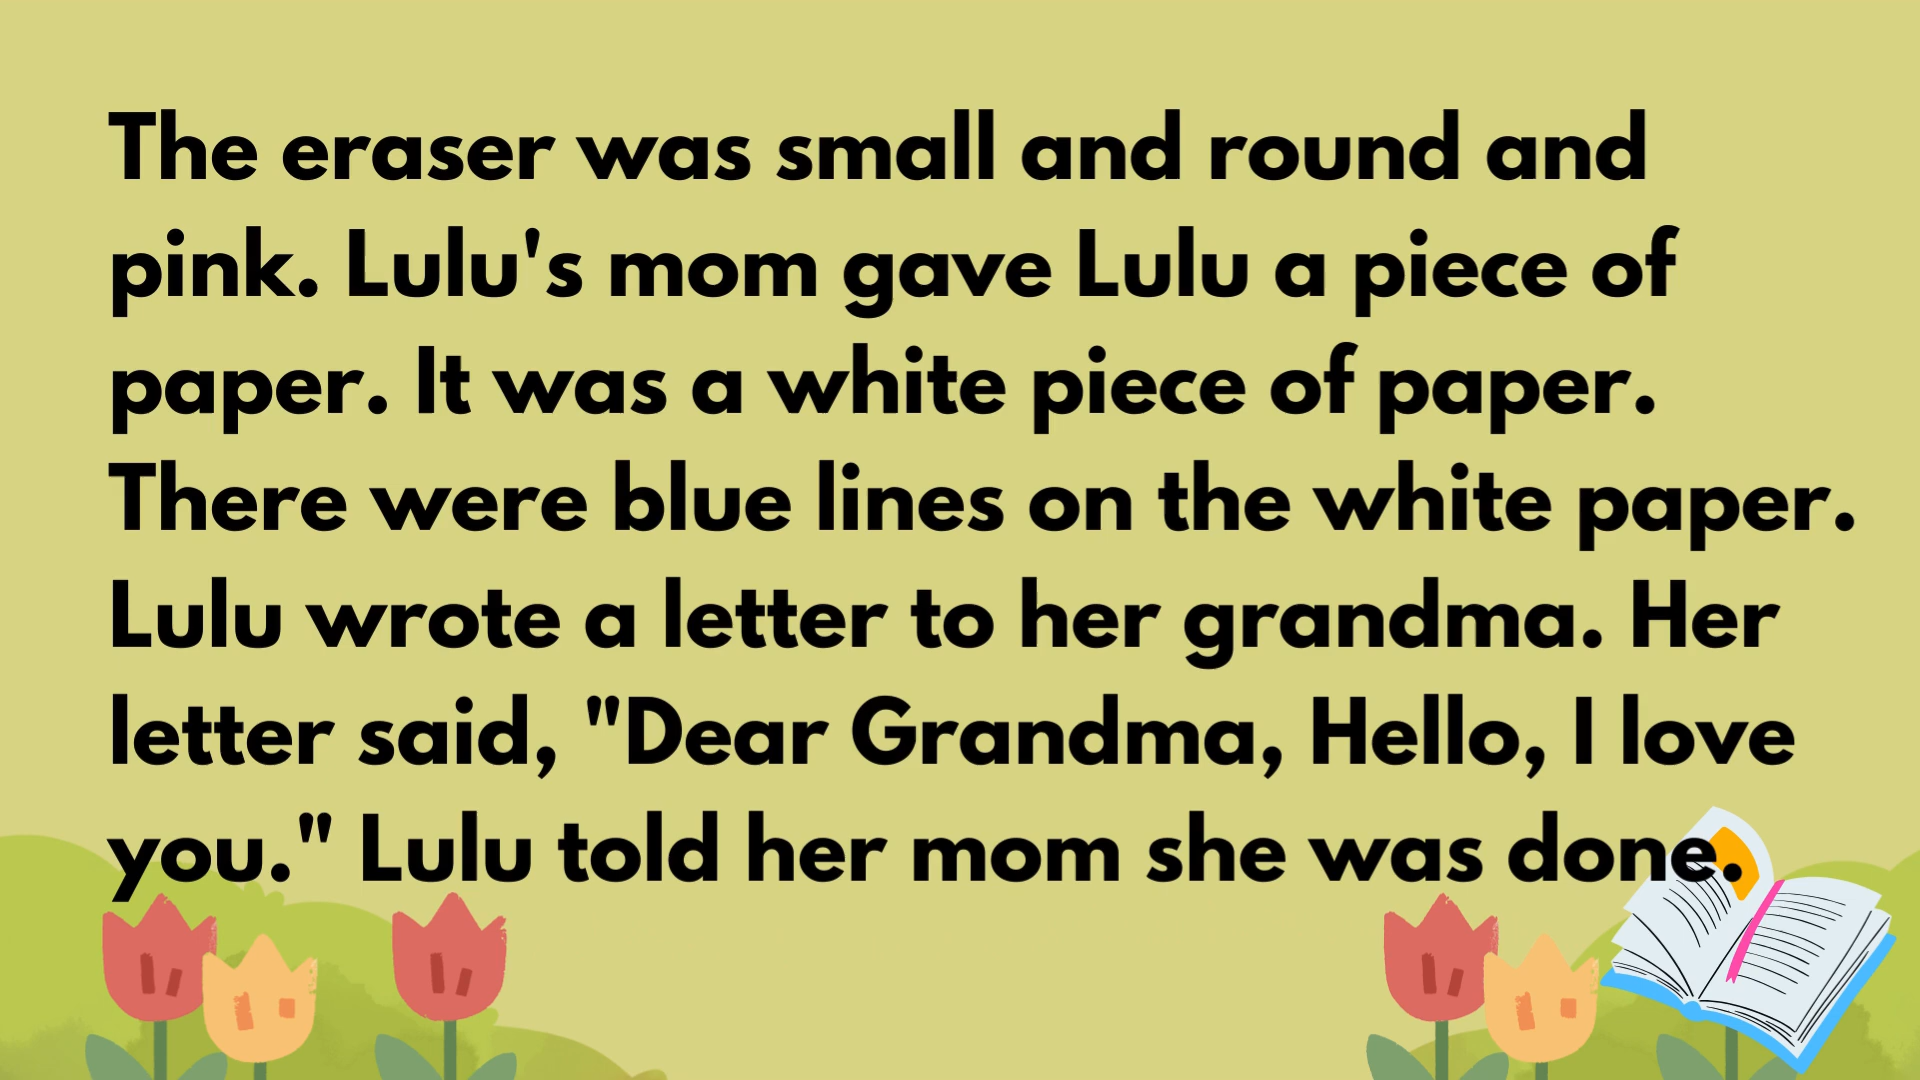 The eraser was small and round and
pink. Lulu's mom gave Lulu a piece of
paper. It was a white piece of paper.
There were blue lines on the white paper.
Lulu wrote a letter to her grandma. Her
letter said, "Dear Grandma, Hello, I love
you." Lulu told her mom she was done.